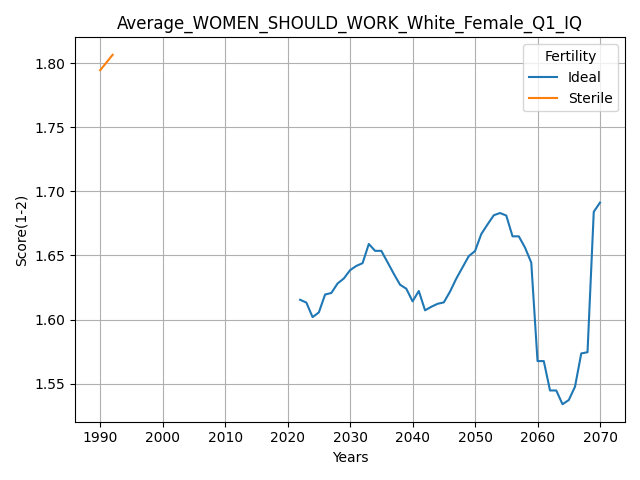 Average_WOMEN_SHOULD_WORK_White_Female_Q1_IQ
Fertility
Ideal
Sterile
Score(1-2)
1.80
1.75
1.70
1.65
1.60
1.55
1990 2000 2010 2020 2030 2040 2050 2060 2070
Years